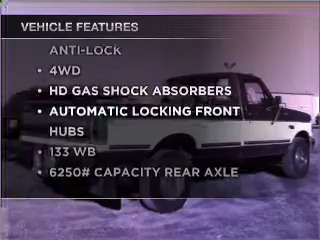 VEHICLE FEATURES
ANTI-LOCK
• 4WD
• HD GAS SHOCK ABSORBERS
• AUTOMATIC LOCKING FRONT
HUBS
• 133 WB
• 6250# CAPACITY REAR AXLE